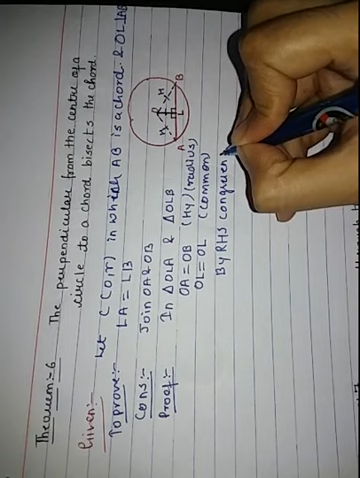 Theorem:- 6 The perpendicular from the centre of a
circle to a chord bisects the chord.
Given:- Let C(O,r) in which AB is a chord & OL⊥AB
To prove:- LA = LB
Cons:- Join OA & OB
Proof:- In △OLA & △OLB
OA = OB (Hy) (radius)
OL = OL (Common)
By RHS congruen
O
A
L
B